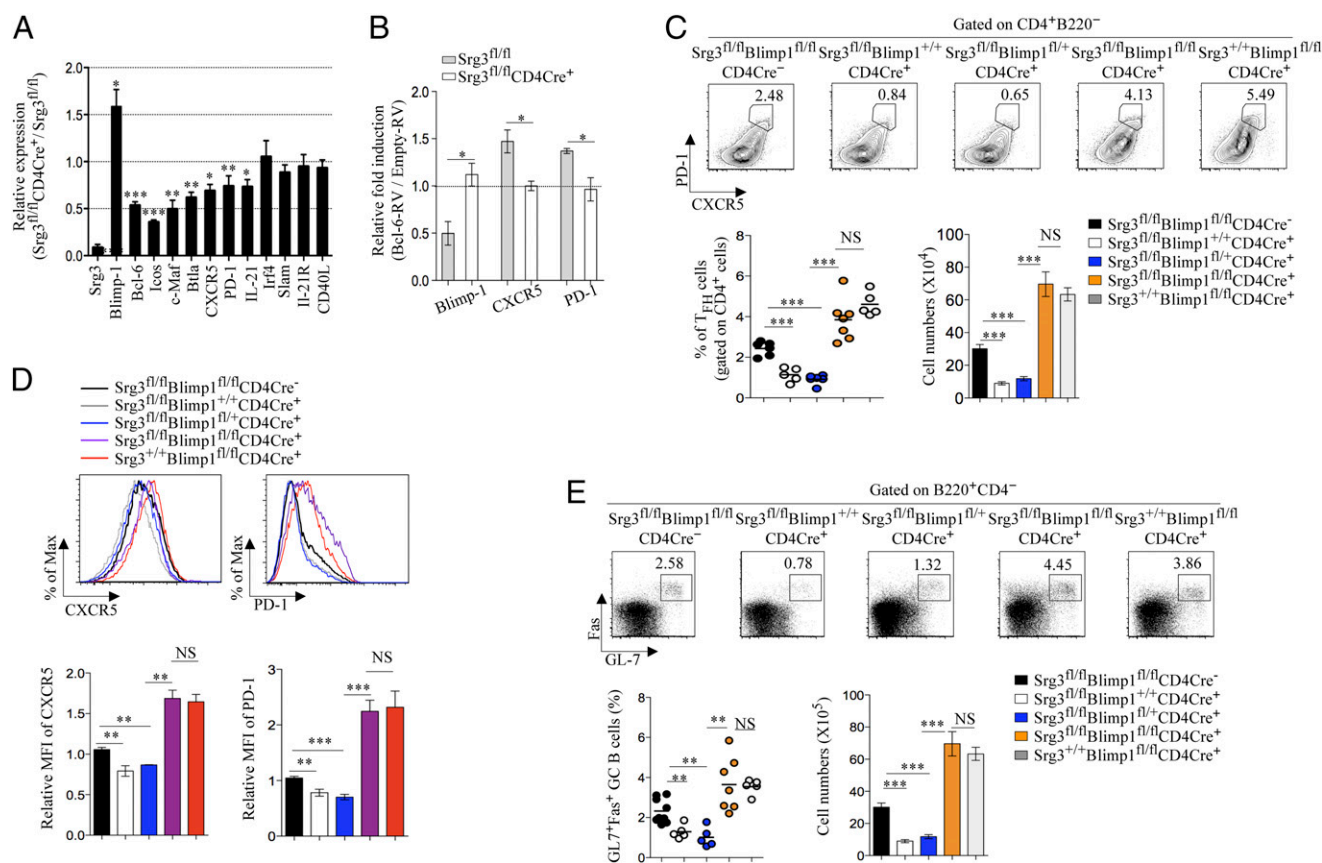 A
Relative expression
(Srg3fl/flCD4Cre+/ Srg3fl/fl)
2.0
1.5
1.0
0.5
0.0
*
***
***
**
**
*
**
*
Srg3
Blimp-1
Bcl-6
Icos
c-Maf
Btla
CXCR5
PD-1
IL-21
Irf4
Slam
Il-21R
CD40L
B
Srg3fl/fl
Srg3fl/flCD4Cre+
Relative fold induction
(Bcl-6-RV / Empty-RV)
2.0
1.5
1.0
0.5
0.0
*
*
*
Blimp-1
CXCR5
PD-1
C
Gated on CD4+B220−
Srg3fl/flBlimp1fl/fl
CD4Cre−
Srg3fl/flBlimp1+/+
CD4Cre+
Srg3fl/flBlimp1fl/+
CD4Cre+
Srg3fl/flBlimp1fl/fl
CD4Cre+
Srg3+/+Blimp1fl/fl
CD4Cre+
2.48
0.84
0.65
4.13
5.49
PD-1
CXCR5
% of TFH cells
(gated on CD4+ cells)
8
6
4
2
0
***
***
***
NS
Cell numbers (X10⁴)
100
80
60
40
20
0
***
***
***
NS
Srg3fl/flBlimp1fl/flCD4Cre-
Srg3fl/flBlimp1+/+CD4Cre+
Srg3fl/flBlimp1fl/+CD4Cre+
Srg3fl/flBlimp1fl/flCD4Cre+
Srg3+/+Blimp1fl/flCD4Cre+
D
Srg3fl/flBlimp1fl/flCD4Cre-
Srg3fl/flBlimp1+/+CD4Cre+
Srg3fl/flBlimp1fl/+CD4Cre+
Srg3fl/flBlimp1fl/flCD4Cre+
Srg3+/+Blimp1fl/flCD4Cre+
% of Max
CXCR5
% of Max
PD-1
Relative MFI of CXCR5
2.0
1.5
1.0
0.5
0.0
**
**
**
NS
Relative MFI of PD-1
3
2
1
0
**
***
***
NS
E
Gated on B220+CD4−
Srg3fl/flBlimp1fl/fl
CD4Cre−
Srg3fl/flBlimp1+/+
CD4Cre+
Srg3fl/flBlimp1fl/+
CD4Cre+
Srg3fl/flBlimp1fl/fl
CD4Cre+
Srg3+/+Blimp1fl/fl
CD4Cre+
2.58
0.78
1.32
4.45
3.86
Fas
GL-7
GL7+Fas+ GC B cells (%)
8
6
4
2
0
**
**
**
NS
Cell numbers (X10⁵)
100
80
60
40
20
0
***
***
***
NS
Srg3fl/flBlimp1fl/flCD4Cre-
Srg3fl/flBlimp1+/+CD4Cre+
Srg3fl/flBlimp1fl/+CD4Cre+
Srg3fl/flBlimp1fl/flCD4Cre+
Srg3+/+Blimp1fl/flCD4Cre+